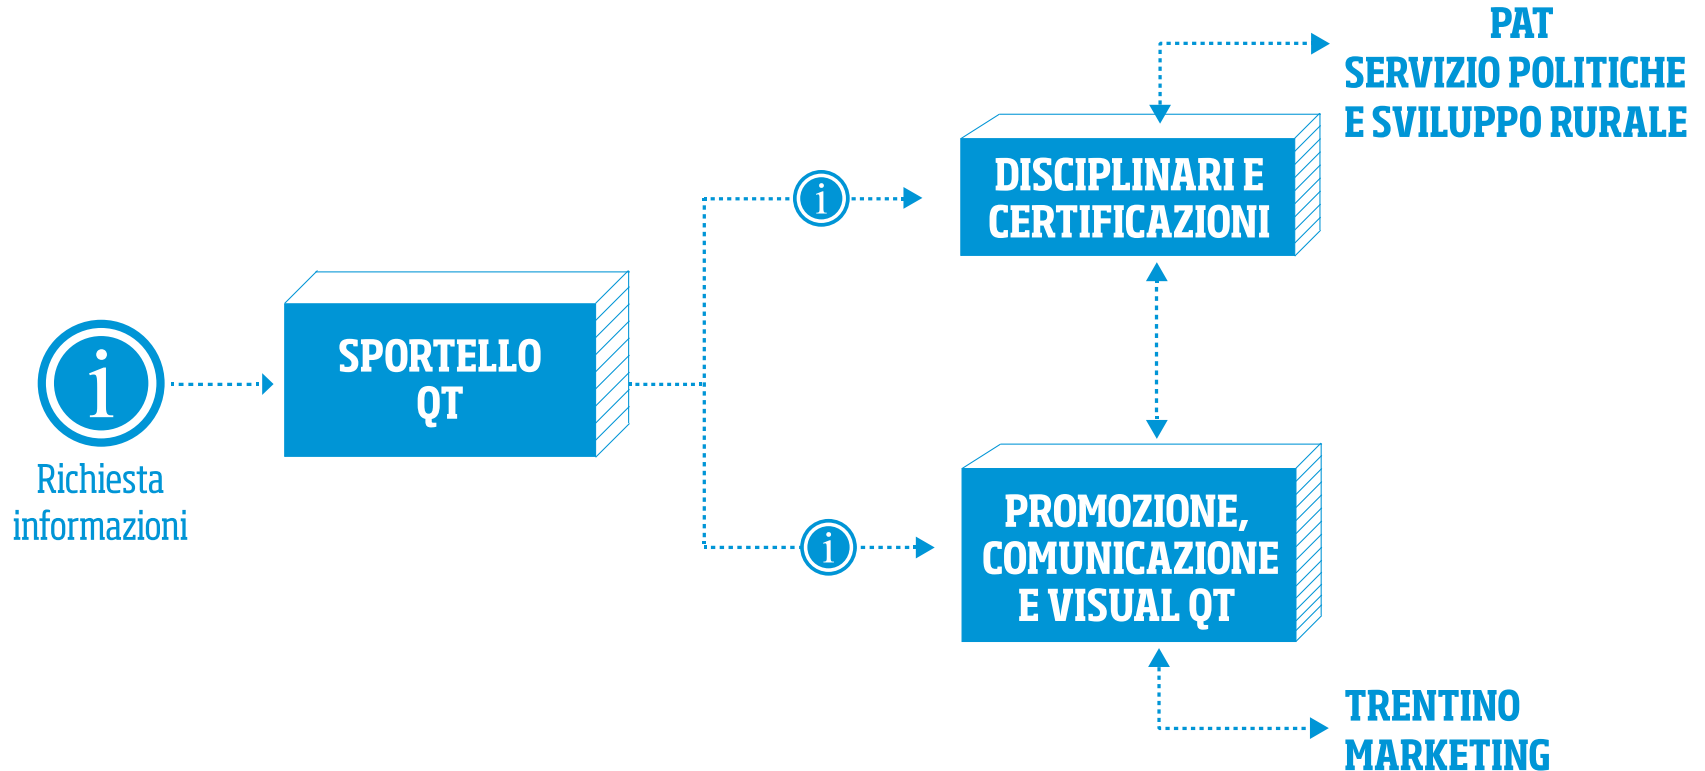 PAT
SERVIZIO POLITICHE
E SVILUPPO RURALE
DISCIPLINARI E
CERTIFICAZIONI
i
SPORTELLO
QT
i
Richiesta
informazioni
i
PROMOZIONE,
COMUNICAZIONE
E VISUAL QT
TRENTINO
MARKETING